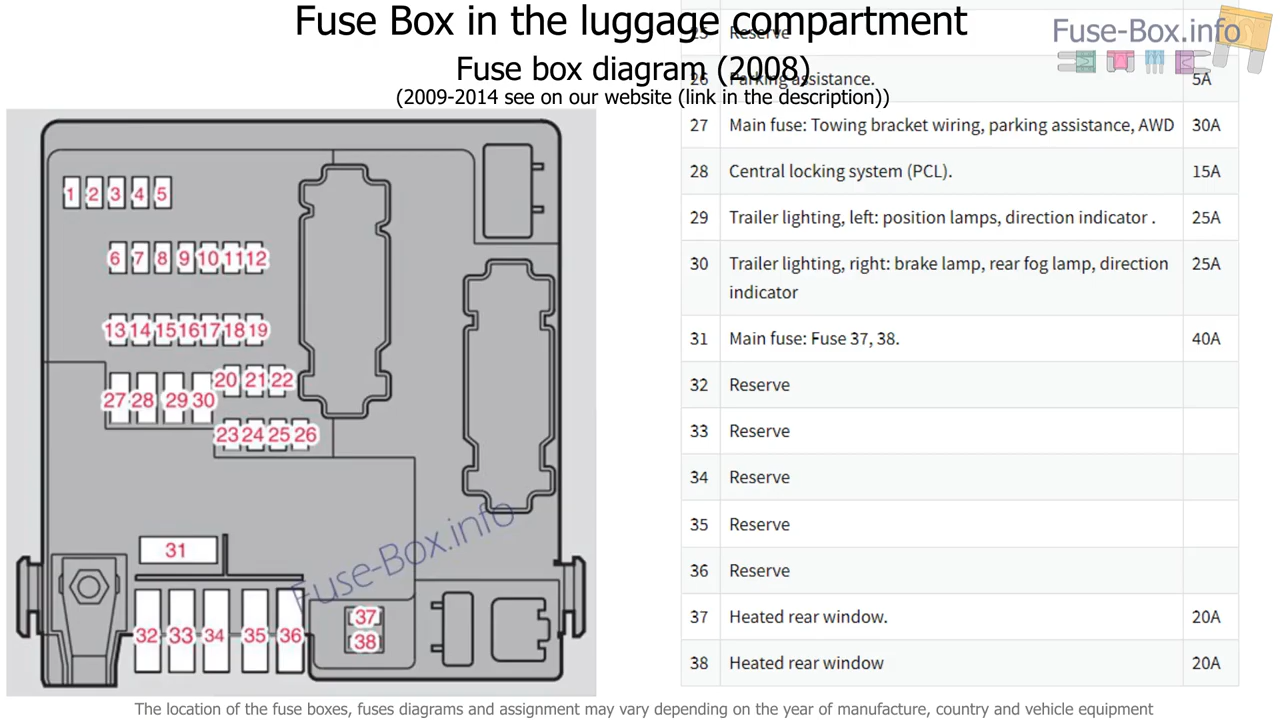 Fuse Box in the luggage compartment
Fuse box diagram (2008)
(2009-2014 see on our website (link in the description))
Fuse-Box.info
25 Reserve
26 Parking assistance. 5A
27 Main fuse: Towing bracket wiring, parking assistance, AWD 30A
28 Central locking system (PCL). 15A
29 Trailer lighting, left: position lamps, direction indicator . 25A
30 Trailer lighting, right: brake lamp, rear fog lamp, direction 25A
indicator
31 Main fuse: Fuse 37, 38. 40A
32 Reserve
33 Reserve
34 Reserve
35 Reserve
36 Reserve
37 Heated rear window. 20A
38 Heated rear window 20A
1 2 3 4 5
6 7 8 9 10 11 12
13 14 15 16 17 18 19
20 21 22
27 28 29 30
23 24 25 26
Fuse-Box.info
31
37
32 33 34 35 36 38
The location of the fuse boxes, fuses diagrams and assignment may vary depending on the year of manufacture, country and vehicle equipment